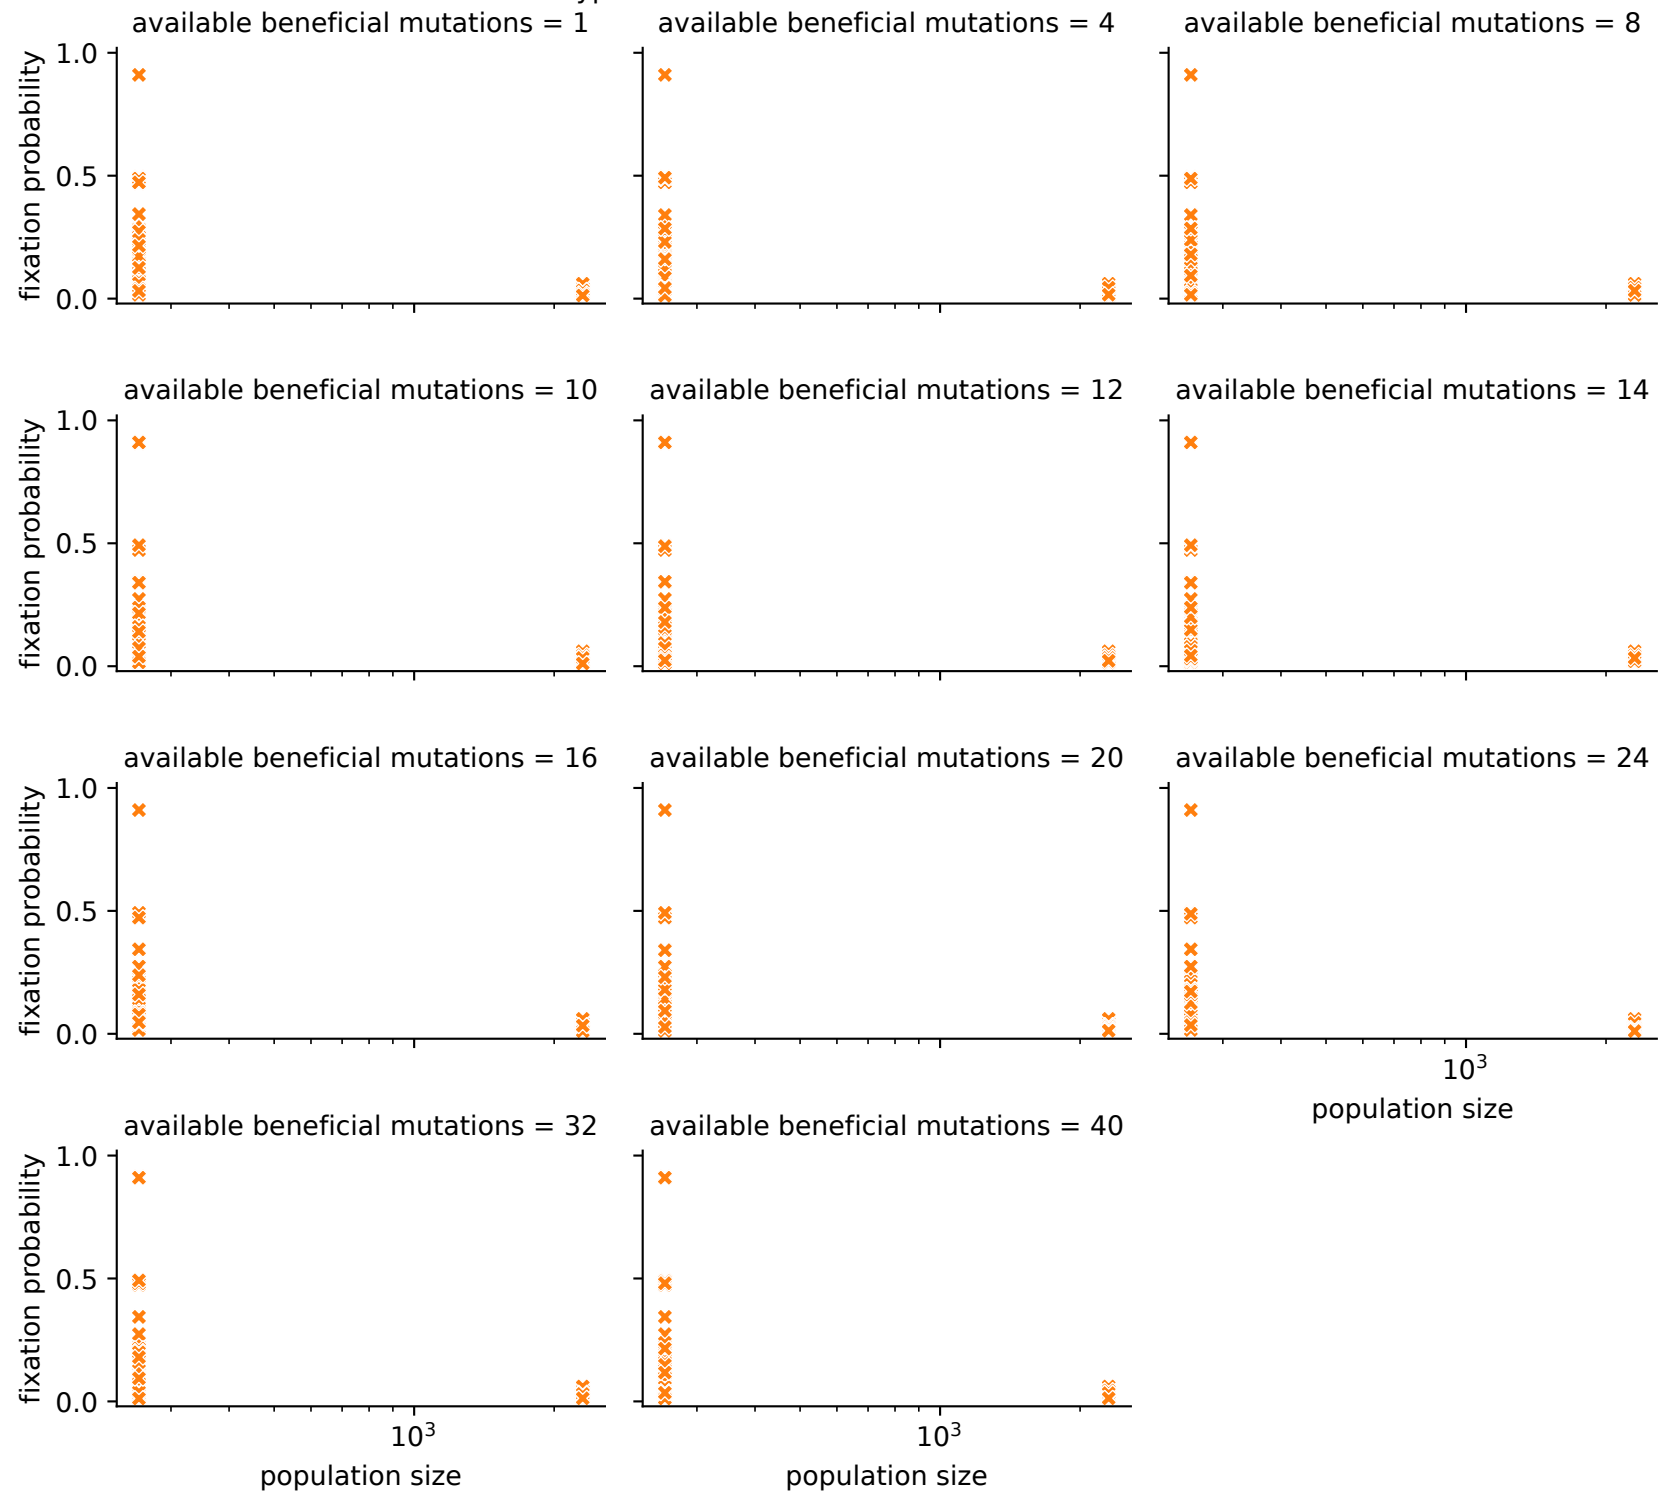 available beneficial mutations = 1
available beneficial mutations = 4
available beneficial mutations = 8
fixation probability
1.0
0.5
0.0
available beneficial mutations = 10
available beneficial mutations = 12
available beneficial mutations = 14
fixation probability
1.0
0.5
0.0
available beneficial mutations = 16
available beneficial mutations = 20
available beneficial mutations = 24
fixation probability
1.0
0.5
0.0
10³
population size
available beneficial mutations = 32
available beneficial mutations = 40
fixation probability
1.0
0.5
0.0
10³
10³
population size
population size